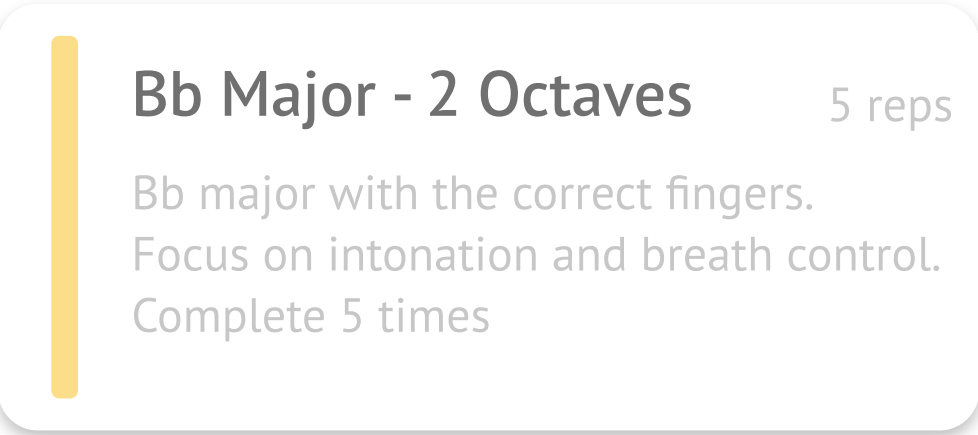 Bb Major - 2 Octaves
5 reps
Bb major with the correct fingers.
Focus on intonation and breath control.
Complete 5 times